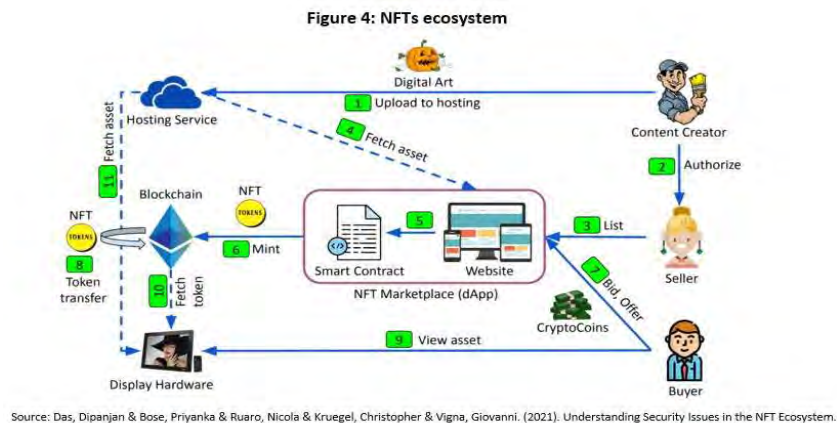 Figure 4: NFTs ecosystem
Digital Art
1 Upload to hosting
Hosting Service
Content Creator
4 Fetch asset
2 Authorize
11 Fetch asset
Blockchain
NFT
TOKENS
NFT
TOKENS
8
Token
transfer
6 Mint
5
Smart Contract
Website
NFT Marketplace (dApp)
3 List
Seller
7 Bid, Offer
CryptoCoins
10 Fetch
token
9 View asset
Display Hardware
Buyer
Source: Das, Dipanjan & Bose, Priyanka & Ruaro, Nicola & Kruegel, Christopher & Vigna, Giovanni. (2021). Understanding Security Issues in the NFT Ecosystem.